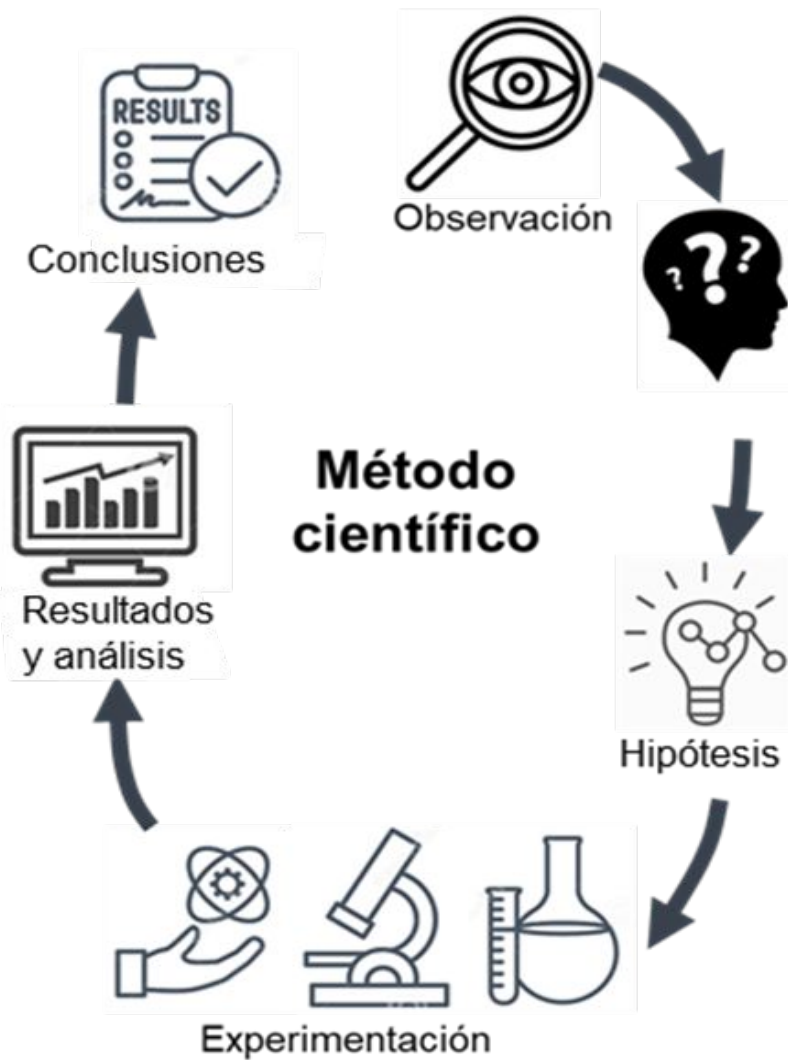 RESULTS
Conclusiones
Observación
? ? ?
Método
científico
Resultados
y análisis
Hipótesis
Experimentación